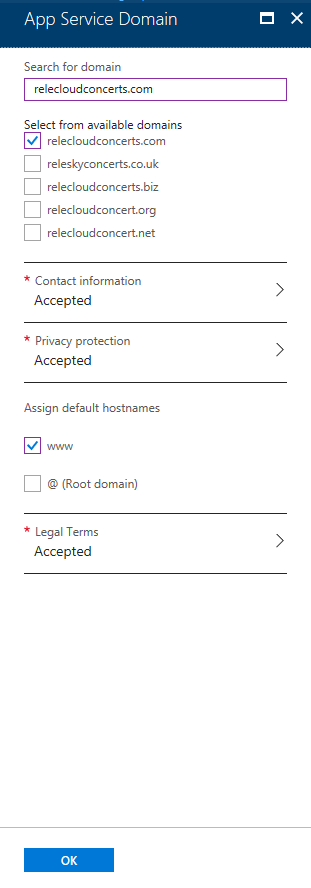 App Service Domain
Search for domain
relecloudconcerts.com
Select from available domains
relecloudconcerts.com
releskyconcerts.co.uk
relecloudconcerts.biz
relecloudconcert.org
relecloudconcert.net
* Contact information
Accepted
* Privacy protection
Accepted
Assign default hostnames
www
@ (Root domain)
* Legal Terms
Accepted
OK